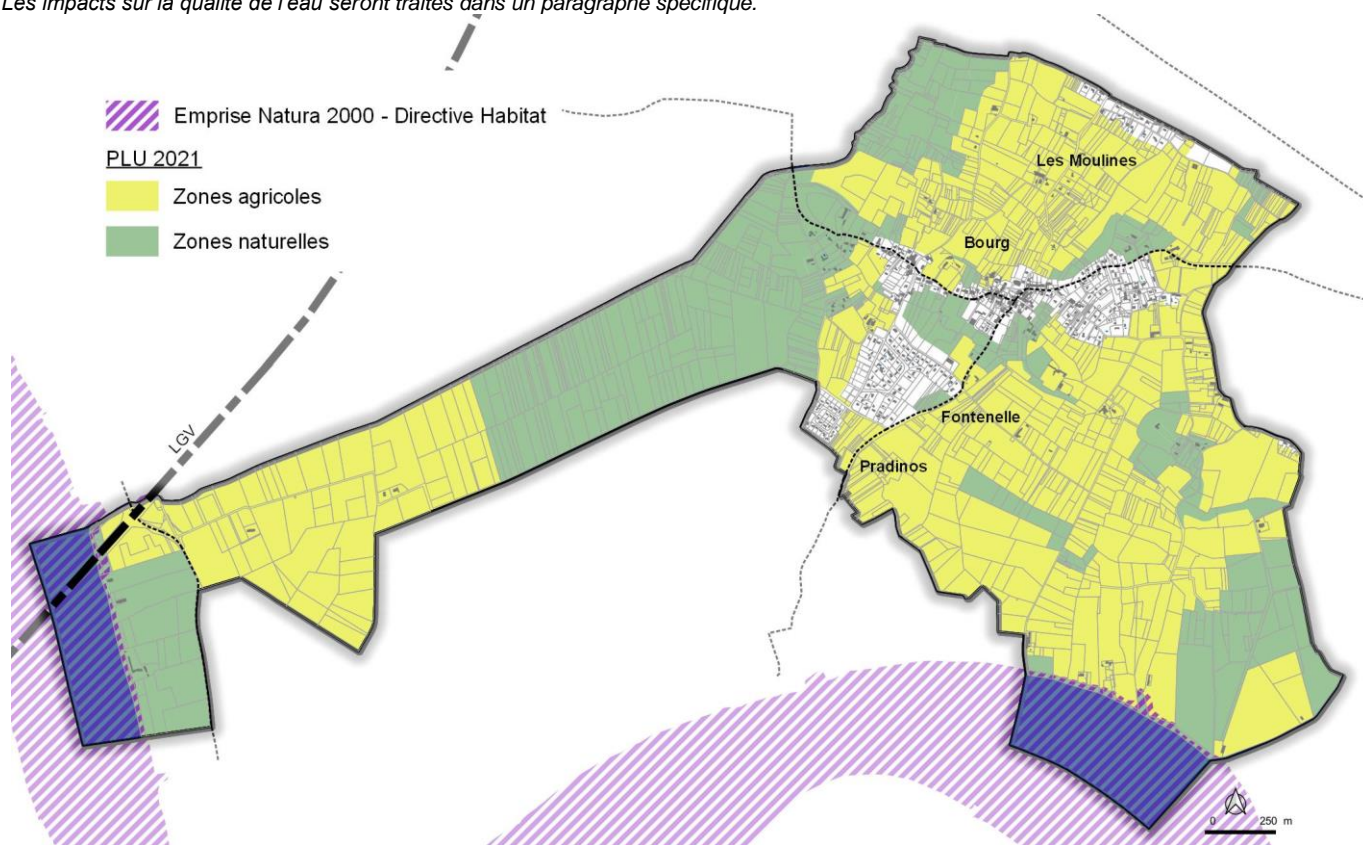 Les impacts sur la qualité de l'eau seront traités dans un paragraphe spécifique.
Emprise Natura 2000 - Directive Habitat
PLU 2021
Zones agricoles
Zones naturelles
Les Moulines
Bourg
LGV
Fontenelle
Pradinos
0 250 m